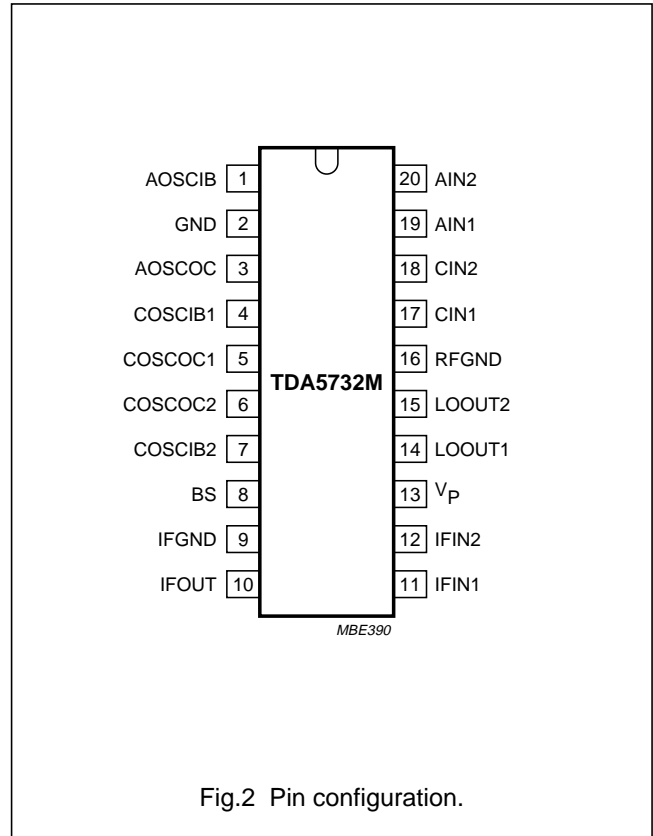 AOSCIB 1 20 AIN2
GND 2 19 AIN1
AOSCOC 3 18 CIN2
COSCIB1 4 17 CIN1
COSCOC1 5 16 RFGND
TDA5732M
COSCOC2 6 15 LOOUT2
COSCIB2 7 14 LOOUT1
BS 8 13 VP
IFGND 9 12 IFIN2
IFOUT 10 11 IFIN1
MBE390
Fig.2 Pin configuration.